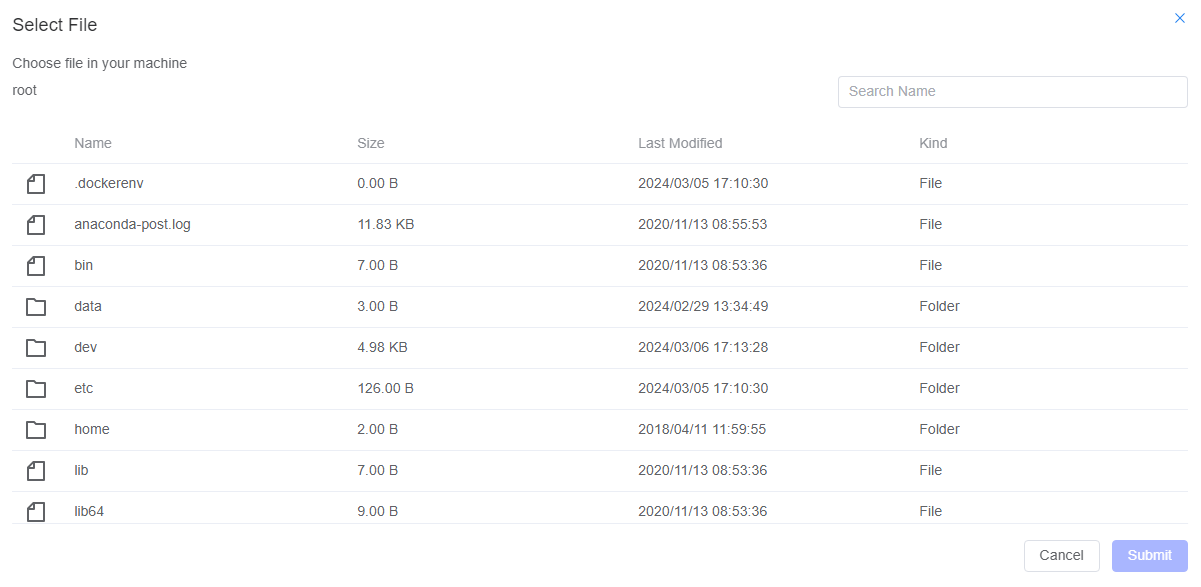 Select File
Choose file in your machine
root
Search Name
Name Size Last Modified Kind
.dockerenv 0.00 B 2024/03/05 17:10:30 File
anaconda-post.log 11.83 KB 2020/11/13 08:55:53 File
bin 7.00 B 2020/11/13 08:53:36 File
data 3.00 B 2024/02/29 13:34:49 Folder
dev 4.98 KB 2024/03/06 17:13:28 Folder
etc 126.00 B 2024/03/05 17:10:30 Folder
home 2.00 B 2018/04/11 11:59:55 Folder
lib 7.00 B 2020/11/13 08:53:36 File
lib64 9.00 B 2020/11/13 08:53:36 File
Cancel Submit